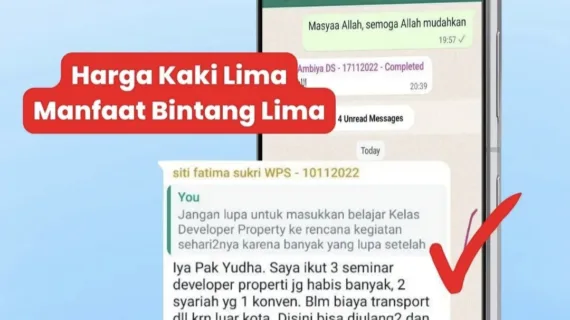 Masyaa Allah, semoga Allah mudahkan
19:57
Ambiya DS - 17112022 - Completed
20:39
Harga Kaki Lima
Manfaat Bintang Lima
4 Unread Messages
Today
siti fatima sukri WPS - 10112022
You
Jangan lupa untuk masukkan belajar Kelas
Developer Property ke rencana kegiatan
sehari2nya karena banyak yang lupa setelah
Iya Pak Yudha. Saya ikut 3 seminar
developer properti jg habis banyak, 2
syariah yg 1 konven. Blm biaya transport
dll krn luar kota. Disini bisa diulang2 dan